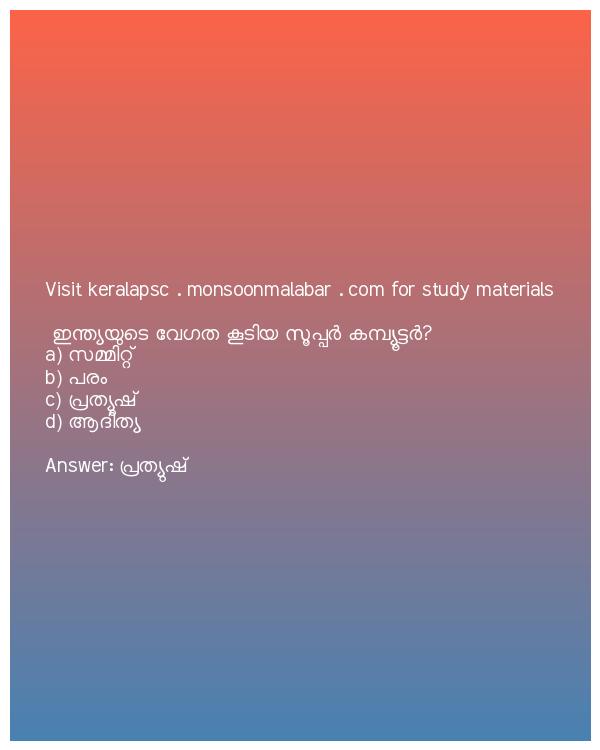 Visit keralapsc . monsoonmalabar . com for study materials
ഇന്ത്യയുടെ വേഗത കൂടിയ സൂപ്പർ കമ്പ്യൂട്ടർ?
a) സമ്മിറ്റ്
b) പരം
c) പ്രത്യൂഷ്
d) ആദിത്യ
Answer: പ്രത്യുഷ്